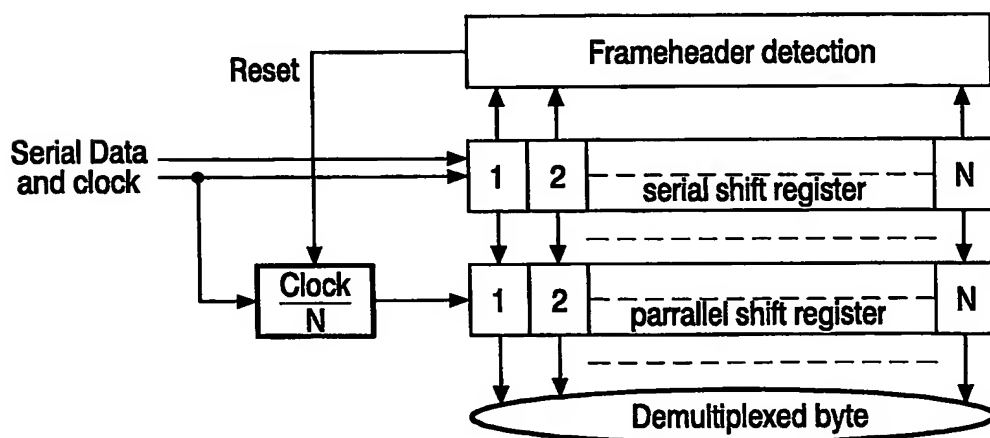 Frameheader detection
Reset
Serial Data
and clock
1
2
N
serial shift register
Clock
N
1
2
N
parrallel shift register
Demultiplexed byte